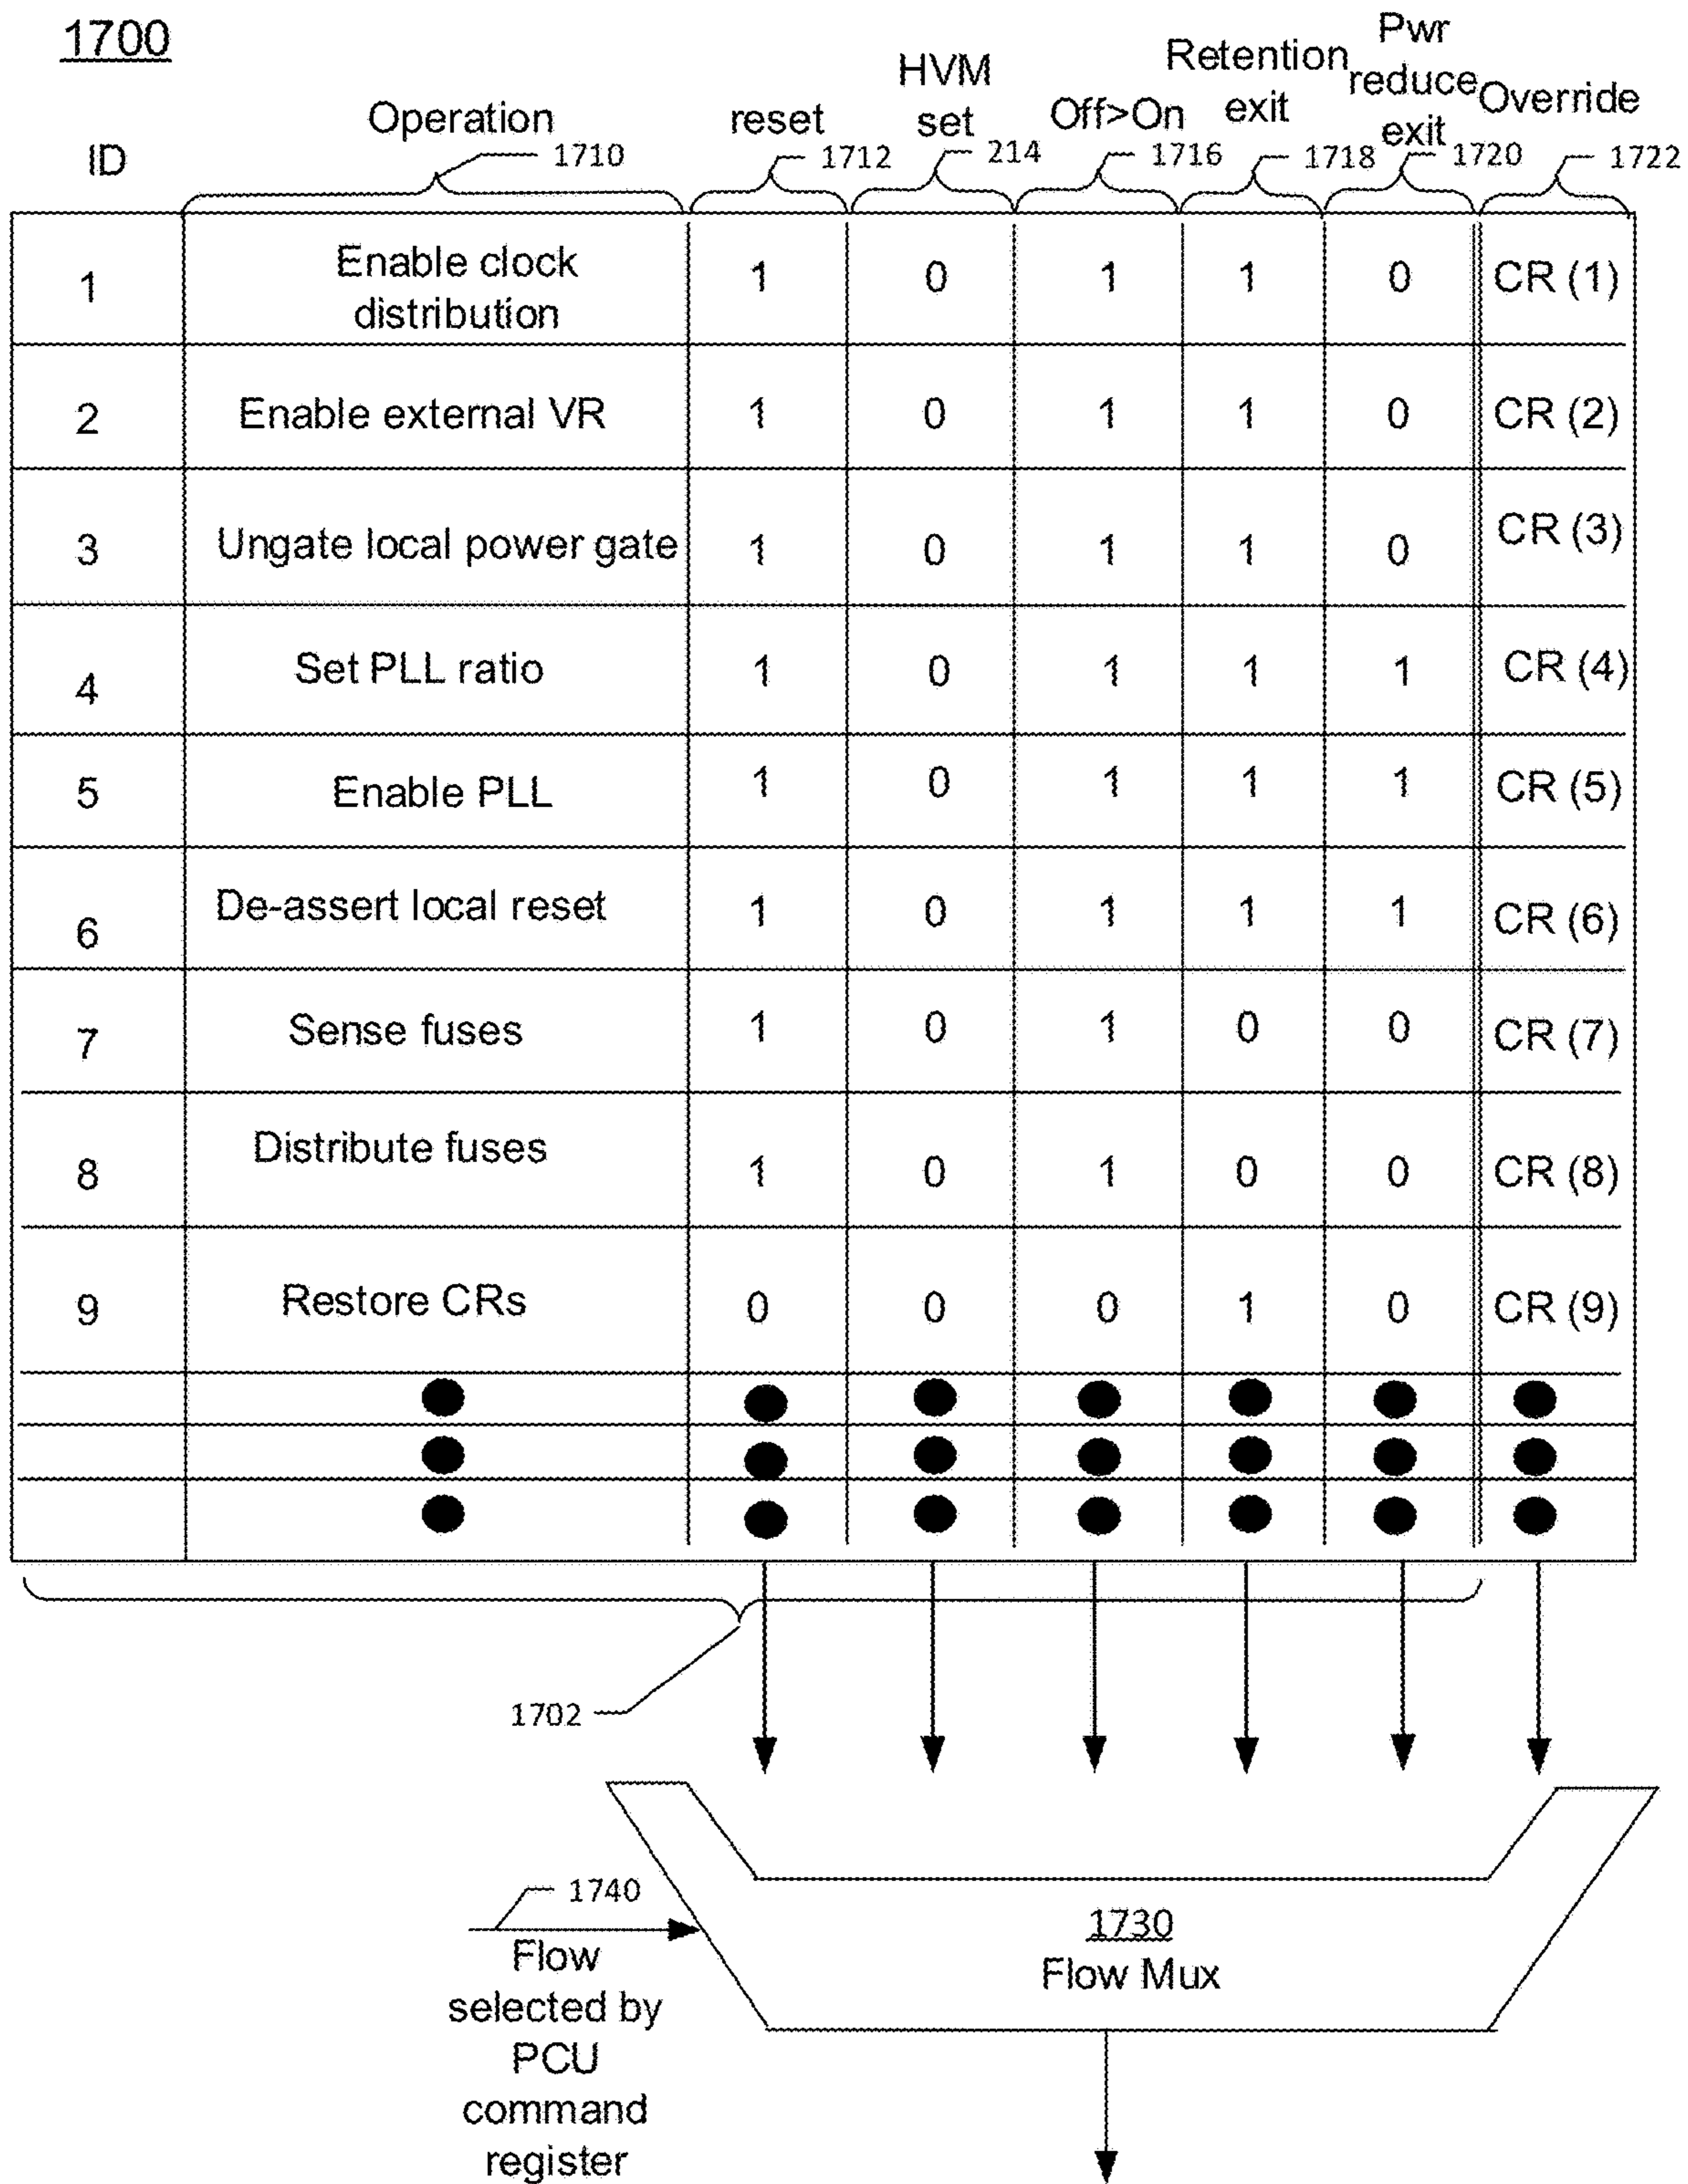 1700
ID
Operation
reset
HVM
set
Off>On
Retention
exit
Pwr
reduce
exit
Override
1710
1712
214
1716
1718
1720
1722
1 Enable clock distribution 1 0 1 1 0 CR (1)
2 Enable external VR 1 0 1 1 0 CR (2)
3 Ungate local power gate 1 0 1 1 0 CR (3)
4 Set PLL ratio 1 0 1 1 1 CR (4)
5 Enable PLL 1 0 1 1 1 CR (5)
6 De-assert local reset 1 0 1 1 1 CR (6)
7 Sense fuses 1 0 1 0 0 CR (7)
8 Distribute fuses 1 0 1 0 0 CR (8)
9 Restore CRs 0 0 0 1 0 CR (9)
1702
1740
Flow
selected by
PCU
command
register
1730
Flow Mux